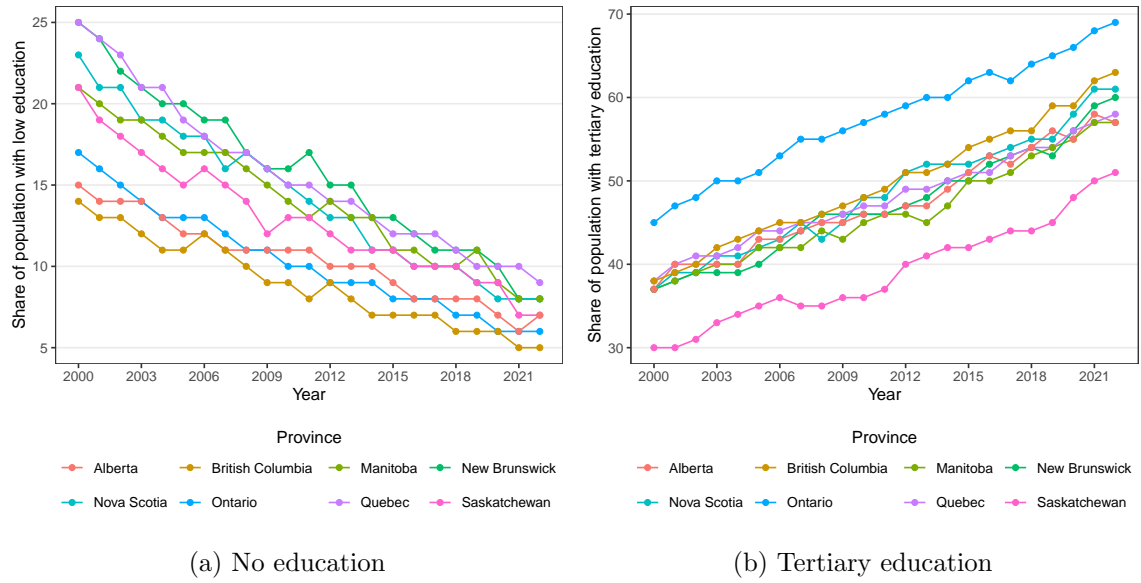 Share of population with low education
25
20
15
10
5
2000 2003 2006 2009 2012 2015 2018 2021
Year
Province
Alberta British Columbia Manitoba New Brunswick
Nova Scotia Ontario Quebec Saskatchewan
(a) No education
Share of population with tertiary education
70
60
50
40
30
2000 2003 2006 2009 2012 2015 2018 2021
Year
Province
Alberta British Columbia Manitoba New Brunswick
Nova Scotia Ontario Quebec Saskatchewan
(b) Tertiary education